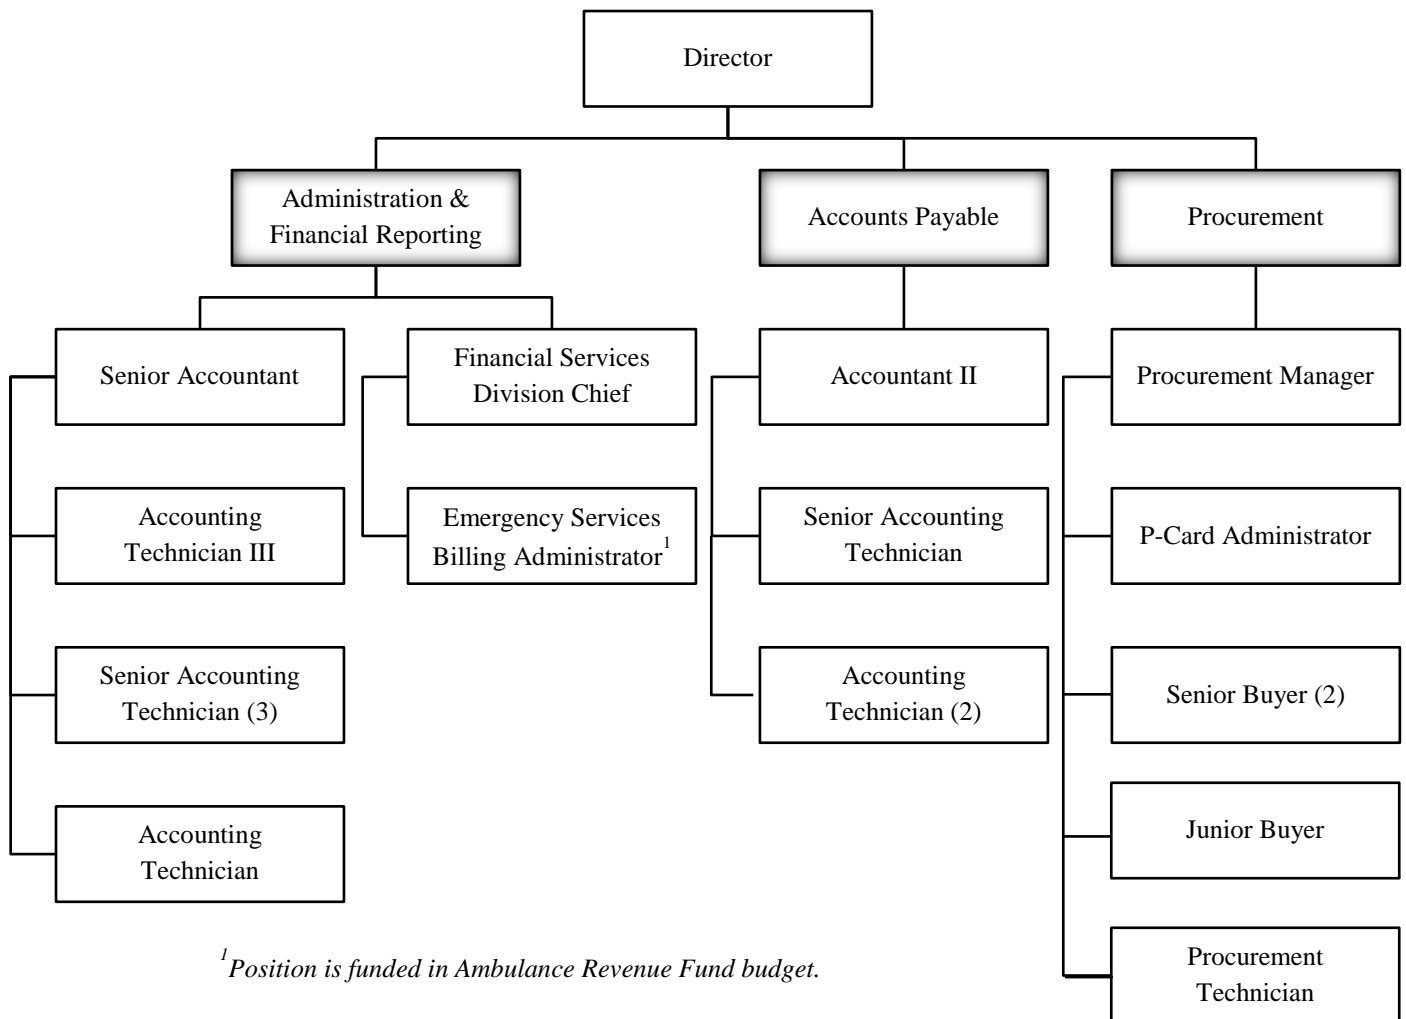 Director
Administration &
Financial Reporting
Accounts Payable
Procurement
Senior Accountant
Financial Services
Division Chief
Accountant II
Procurement Manager
Accounting
Technician III
Emergency Services
Billing Administrator1
Senior Accounting
Technician
P-Card Administrator
Senior Accounting
Technician (3)
Accounting
Technician (2)
Senior Buyer (2)
Accounting
Technician
Junior Buyer
Procurement
Technician
1Position is funded in Ambulance Revenue Fund budget.